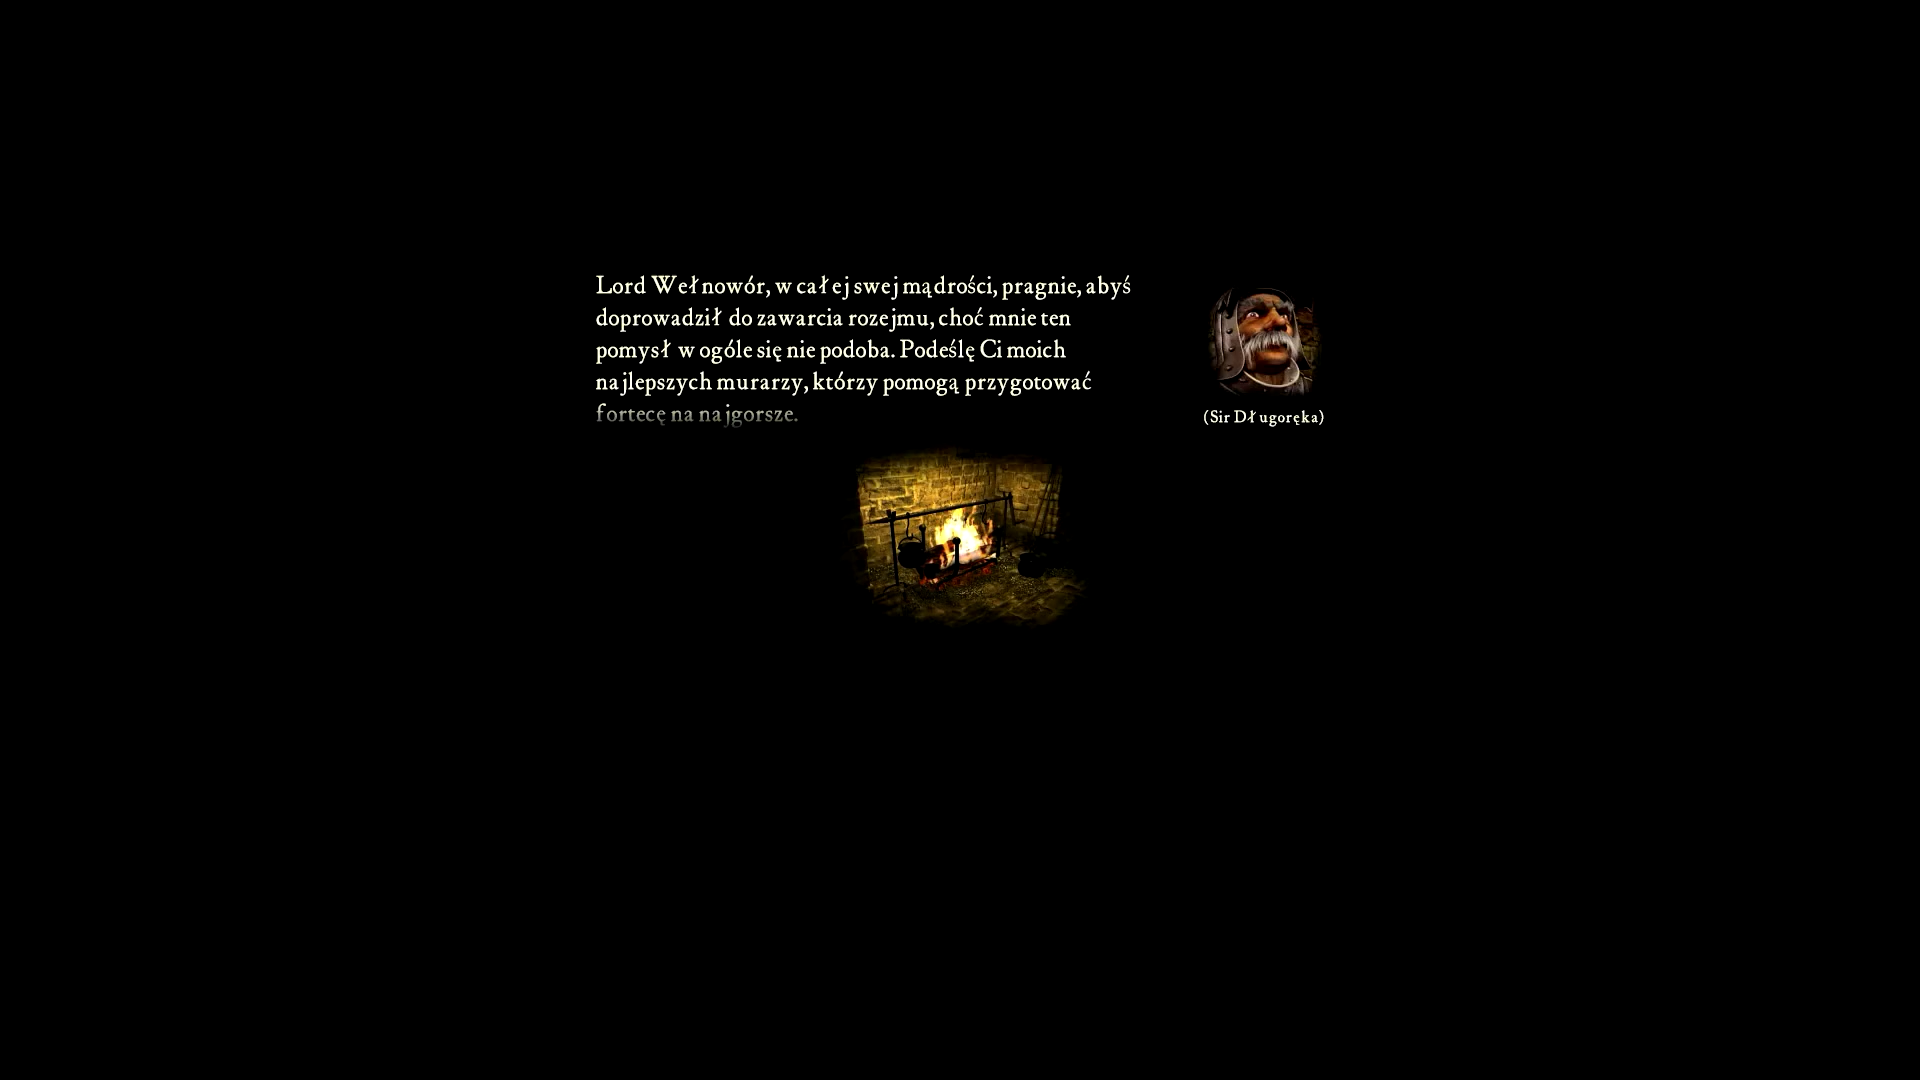 Lord Wełnowór, w całej swej mądrości, pragnie, abyś
doprowadził do zawarcia rozejmu, choć mnie ten
pomysł w ogóle się nie podoba. Podeślę Ci moich
najlepszych murarzy, którzy pomogą przygotować
fortecę na najgorsze.
(Sir Długoręka)